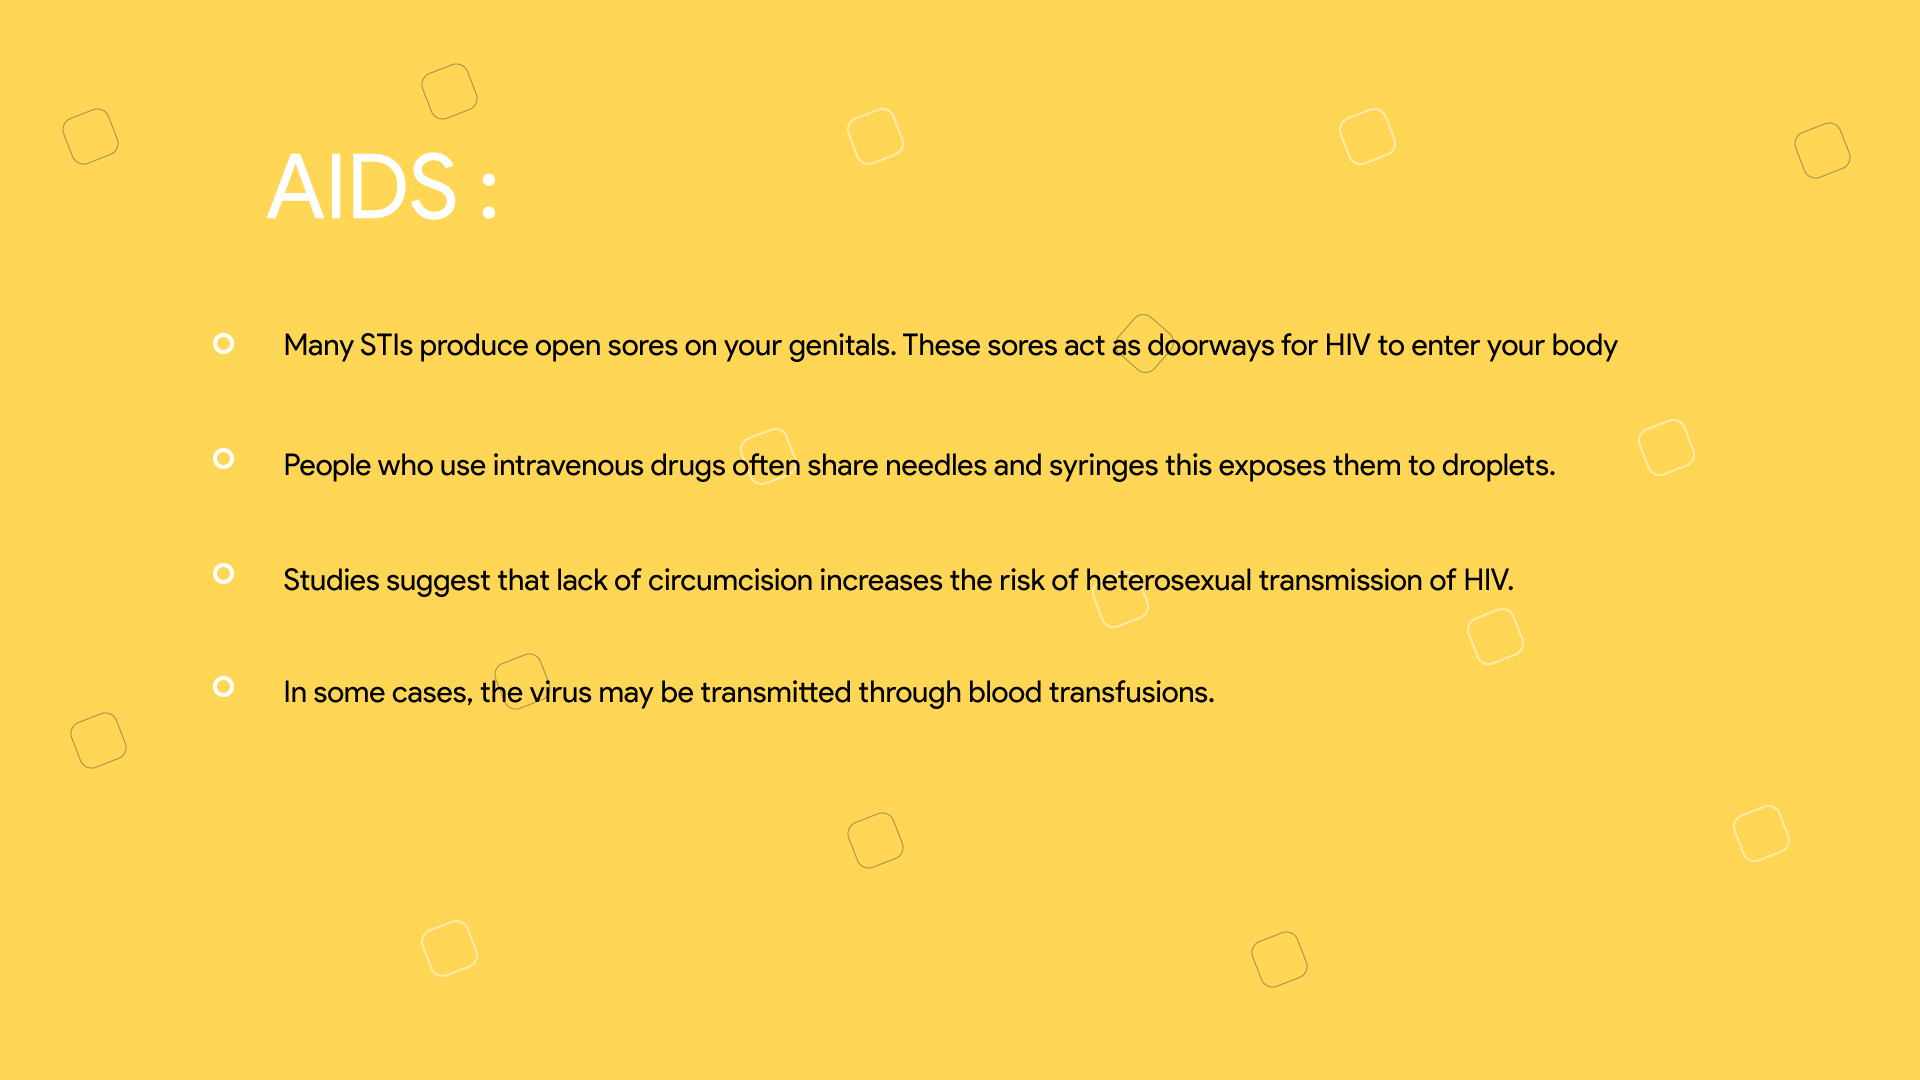 AIDS :
Many STIs produce open sores on your genitals. These sores act as doorways for HIV to enter your body
People who use intravenous drugs often share needles and syringes this exposes them to droplets.
Studies suggest that lack of circumcision increases the risk of heterosexual transmission of HIV.
In some cases, the virus may be transmitted through blood transfusions.